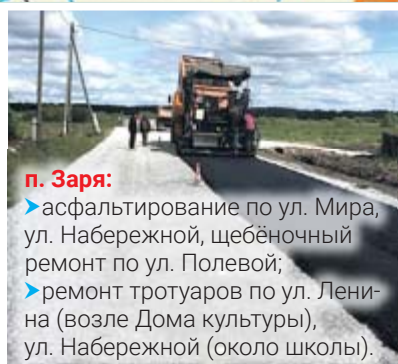 п. Заря:
➤асфальтирование по ул. Мира,
ул. Набережной, щебёночный
ремонт по ул. Полевой;
➤ремонт тротуаров по ул. Лени-
на (возле Дома культуры),
ул. Набережной (около школы).